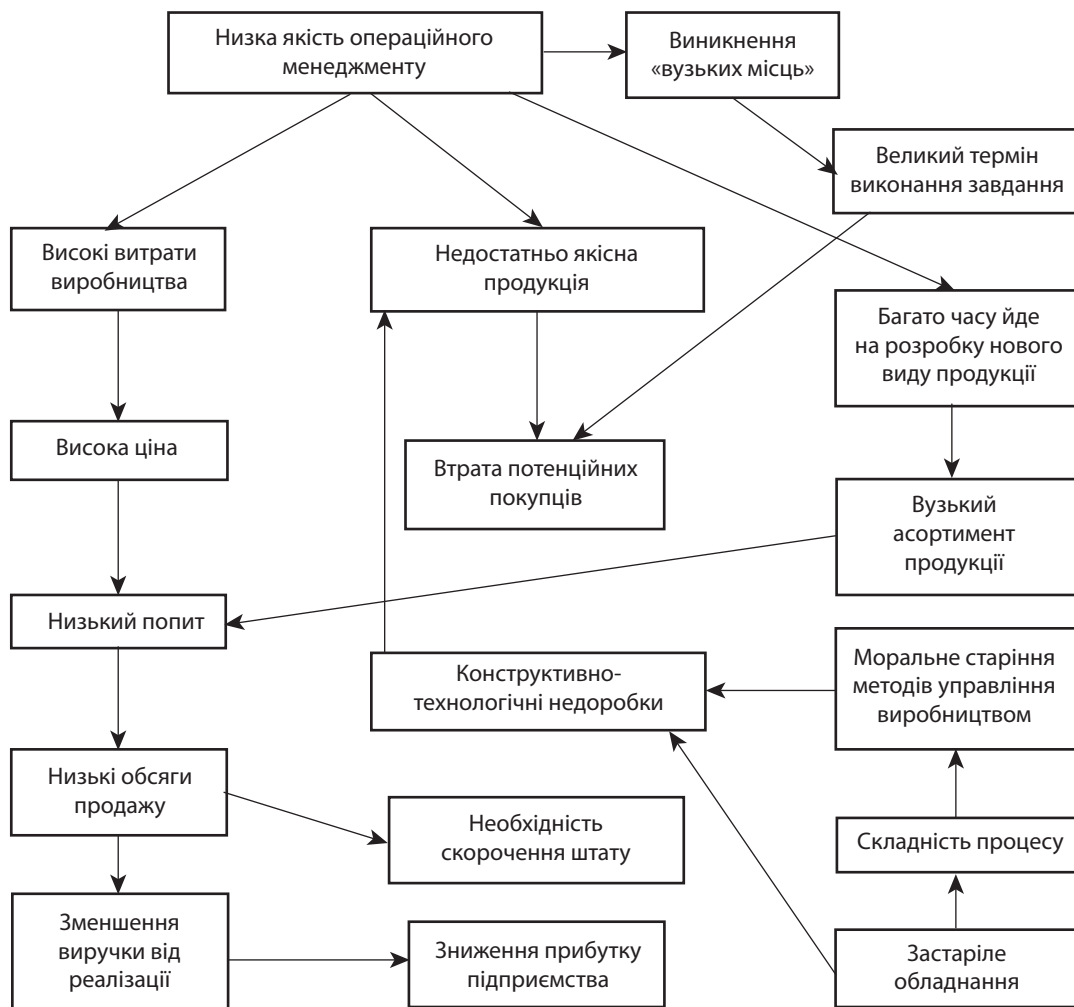 Низка якість операційного
менеджменту
Виникнення
«вузьких місць»
Великий термін
виконання завдання
Високі витрати
виробництва
Недостатньо якісна
продукція
Багато часу йде
на розробку нового
виду продукції
Висока ціна
Втрата потенційних
покупців
Вузький
асортимент
продукції
Низький попит
Конструктивно-
технологічні недоробки
Моральне старіння
методів управління
виробництвом
Низькі обсяги
продажу
Необхідність
скорочення штату
Складність процесу
Зменшення
виручки від
реалізації
Зниження прибутку
підприємства
Застаріле
обладнання